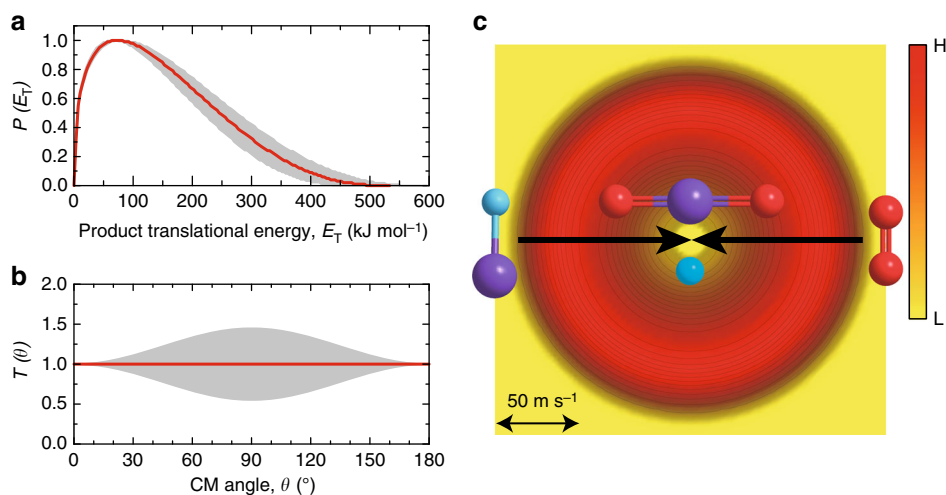 a
P (E_T)
1.0
0.8
0.6
0.4
0.2
0.0
0 100 200 300 400 500 600
Product translational energy, E_T (kJ mol⁻¹)
b
T (θ)
2.0
1.5
1.0
0.5
0.0
0 30 60 90 120 150 180
CM angle, θ (°)
c
50 m s⁻¹
H
L